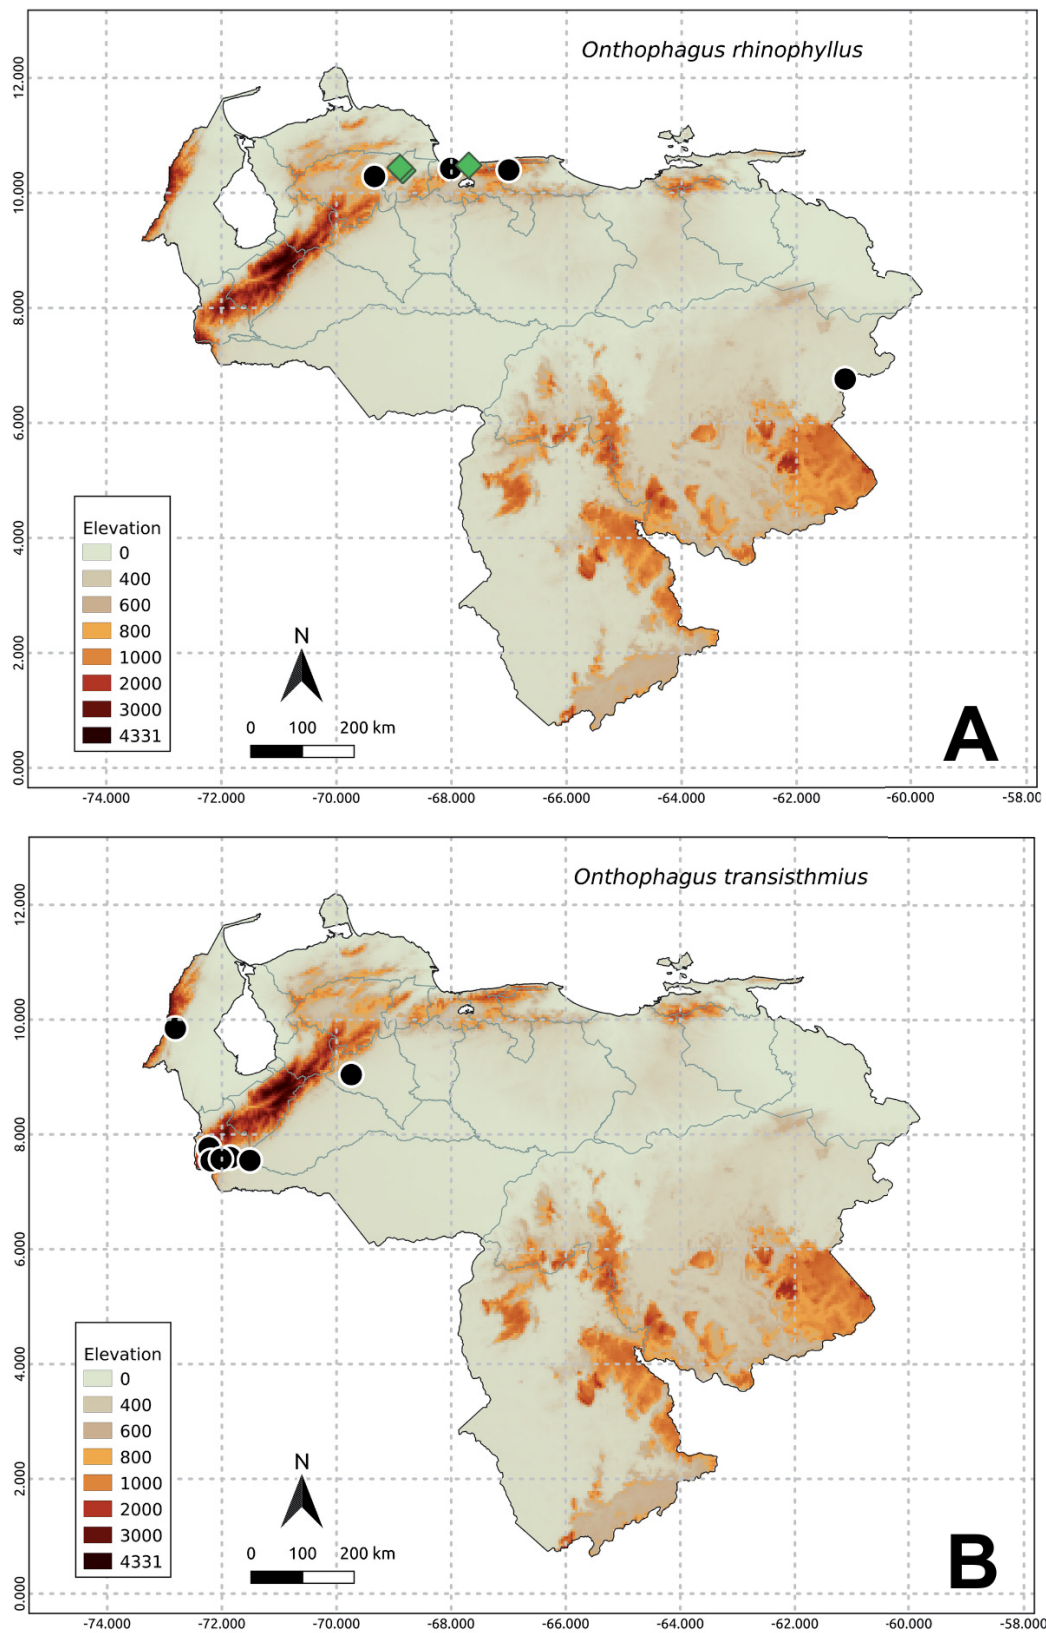 Onthophagus rhinophyllus
12.000
10.000
8.000
6.000
4.000
2.000
0.000
Elevation
0
400
600
800
1000
2000
3000
4331
N
0 100 200 km
A
-74.000 -72.000 -70.000 -68.000 -66.000 -64.000 -62.000 -60.000 -58.00
Onthophagus transisthmius
12.000
10.000
8.000
6.000
4.000
2.000
0.000
Elevation
0
400
600
800
1000
2000
3000
4331
N
0 100 200 km
B
-74.000 -72.000 -70.000 -68.000 -66.000 -64.000 -62.000 -60.000 -58.000